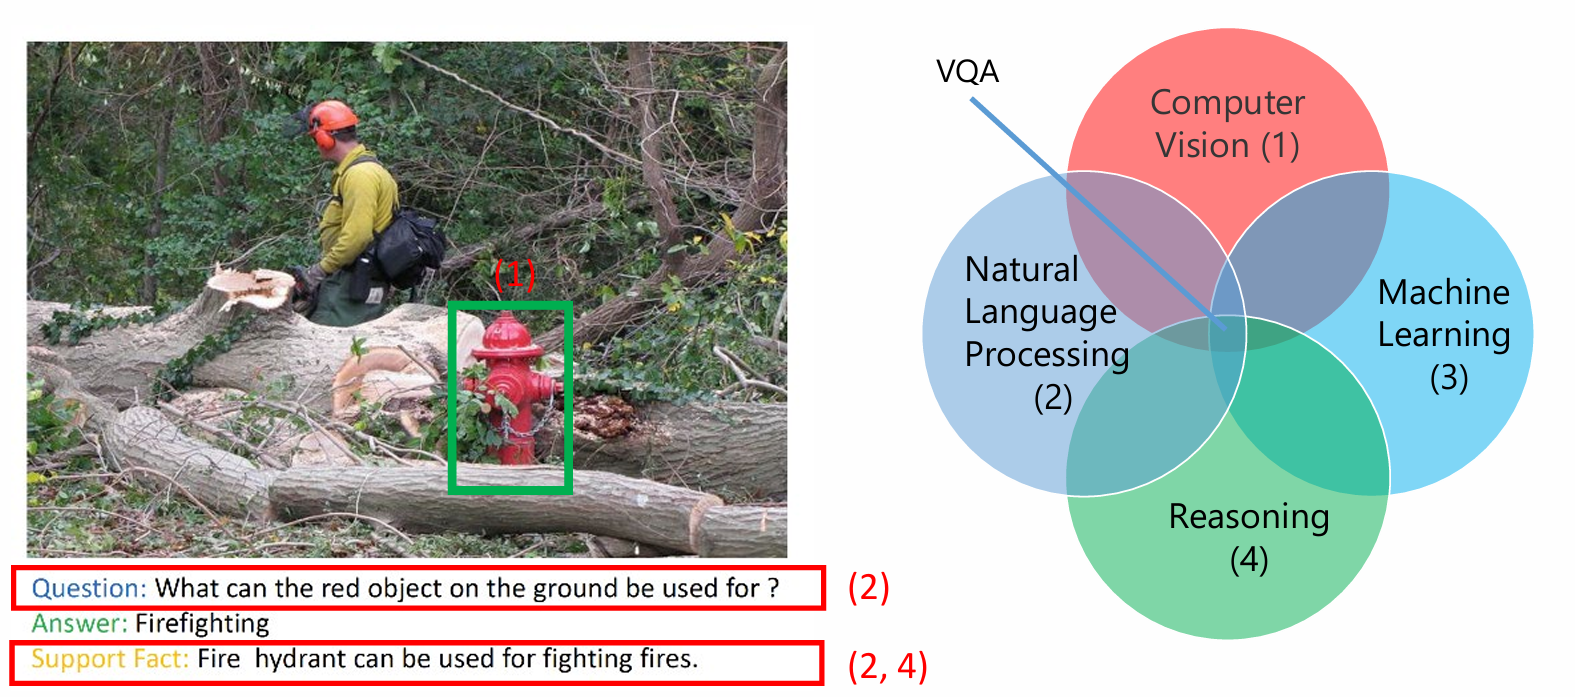 (1)
Question: What can the red object on the ground be used for ?
(2)
Answer: Firefighting
Support Fact: Fire hydrant can be used for fighting fires.
(2, 4)
VQA
Computer
Vision (1)
Natural
Language
Processing
(2)
Machine
Learning
(3)
Reasoning
(4)